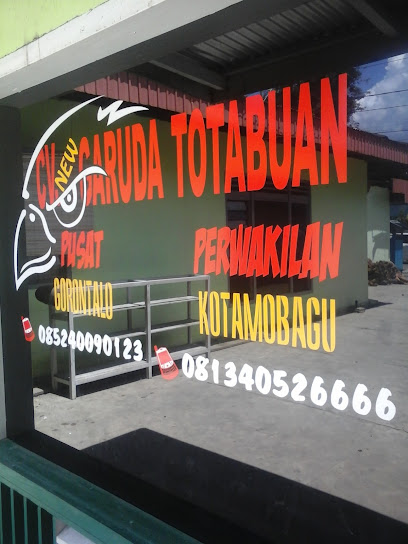 CV. NEW GARUDA TOTABUAN
PUSAT
GORONTALO
085240090123
PERWAKILAN
KOTAMOBAGU
081340526666